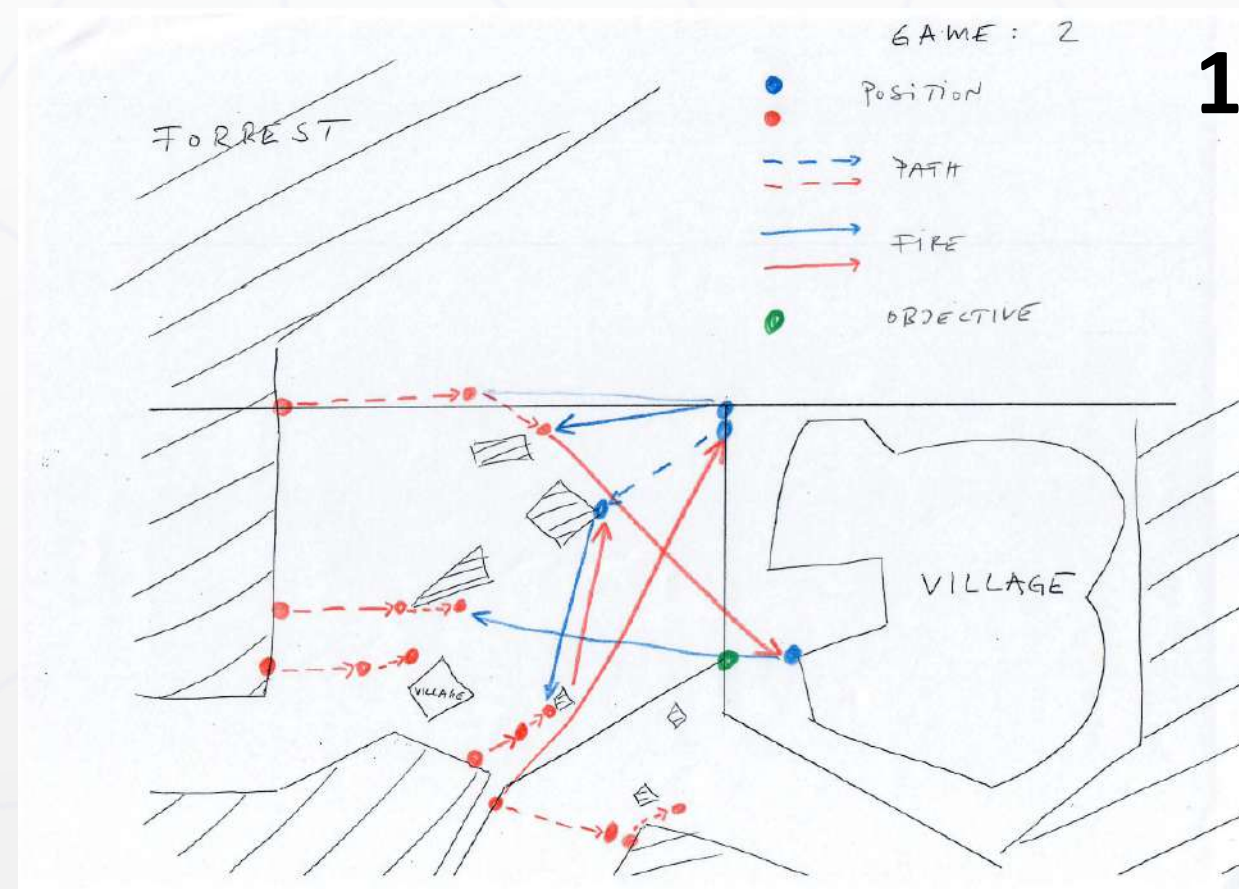 GAME: 2
1
POSITION
FORREST
PATH
FIRE
OBJECTIVE
VILLAGE
VILLAGE